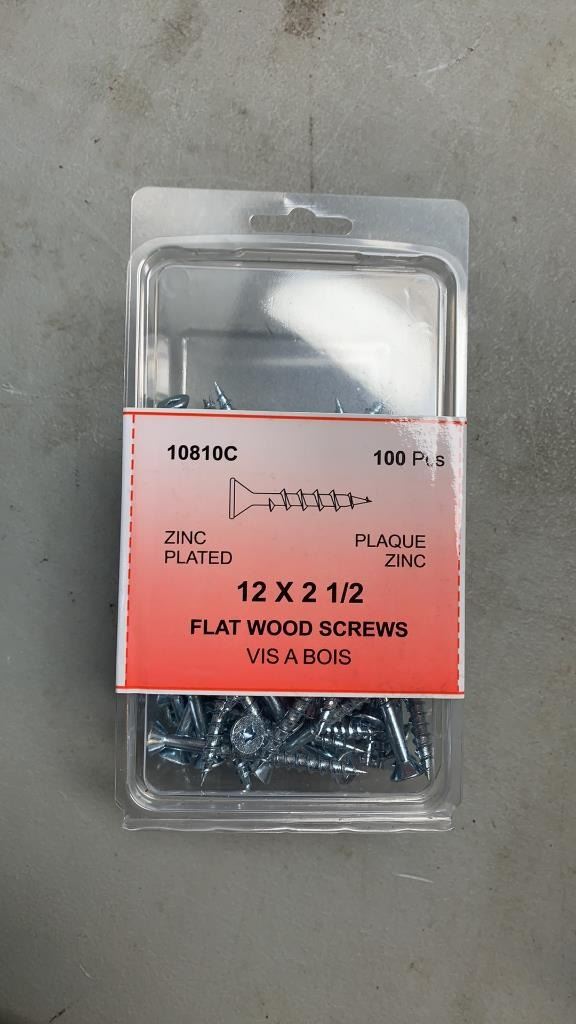 10810C 100 Pcs
ZINC PLATED
PLAQUE ZINC
12 X 2 1/2
FLAT WOOD SCREWS
VIS A BOIS